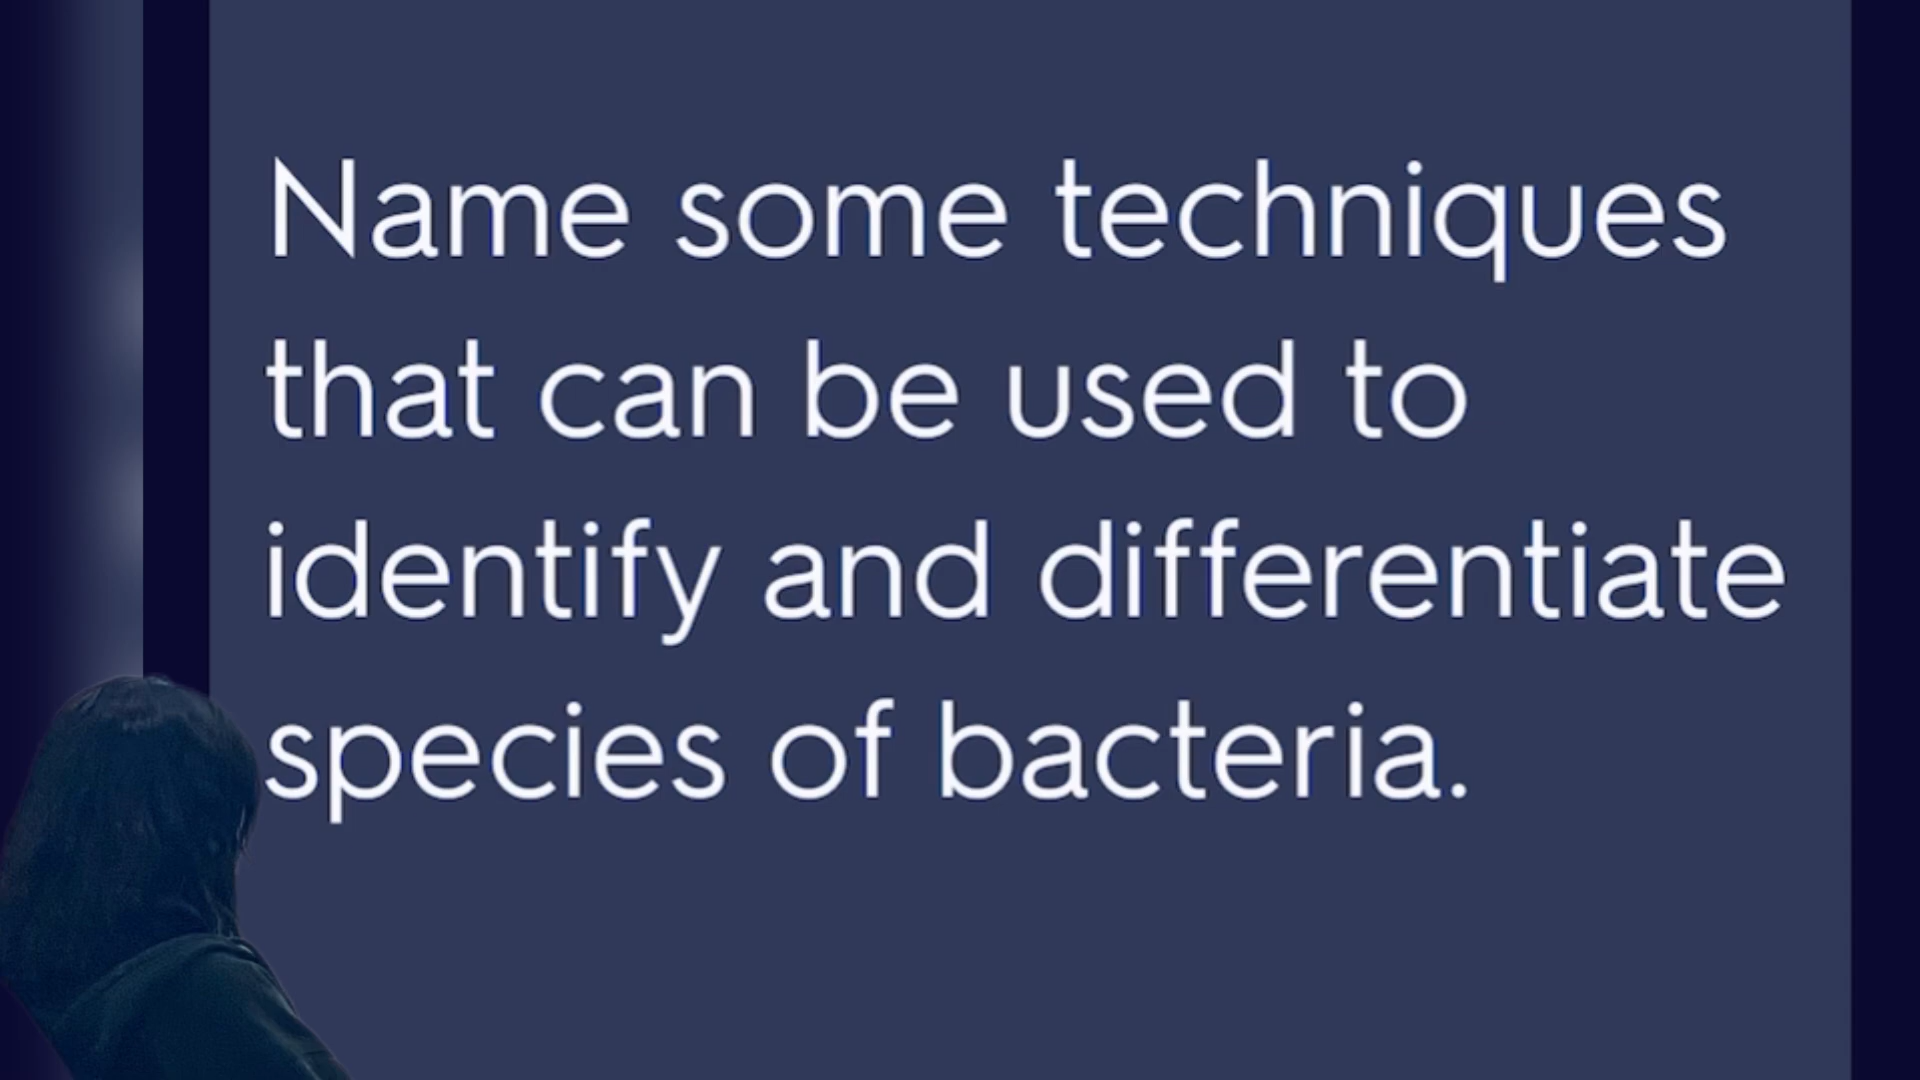 Name some techniques
that can be used to
identify and differentiate
species of bacteria.